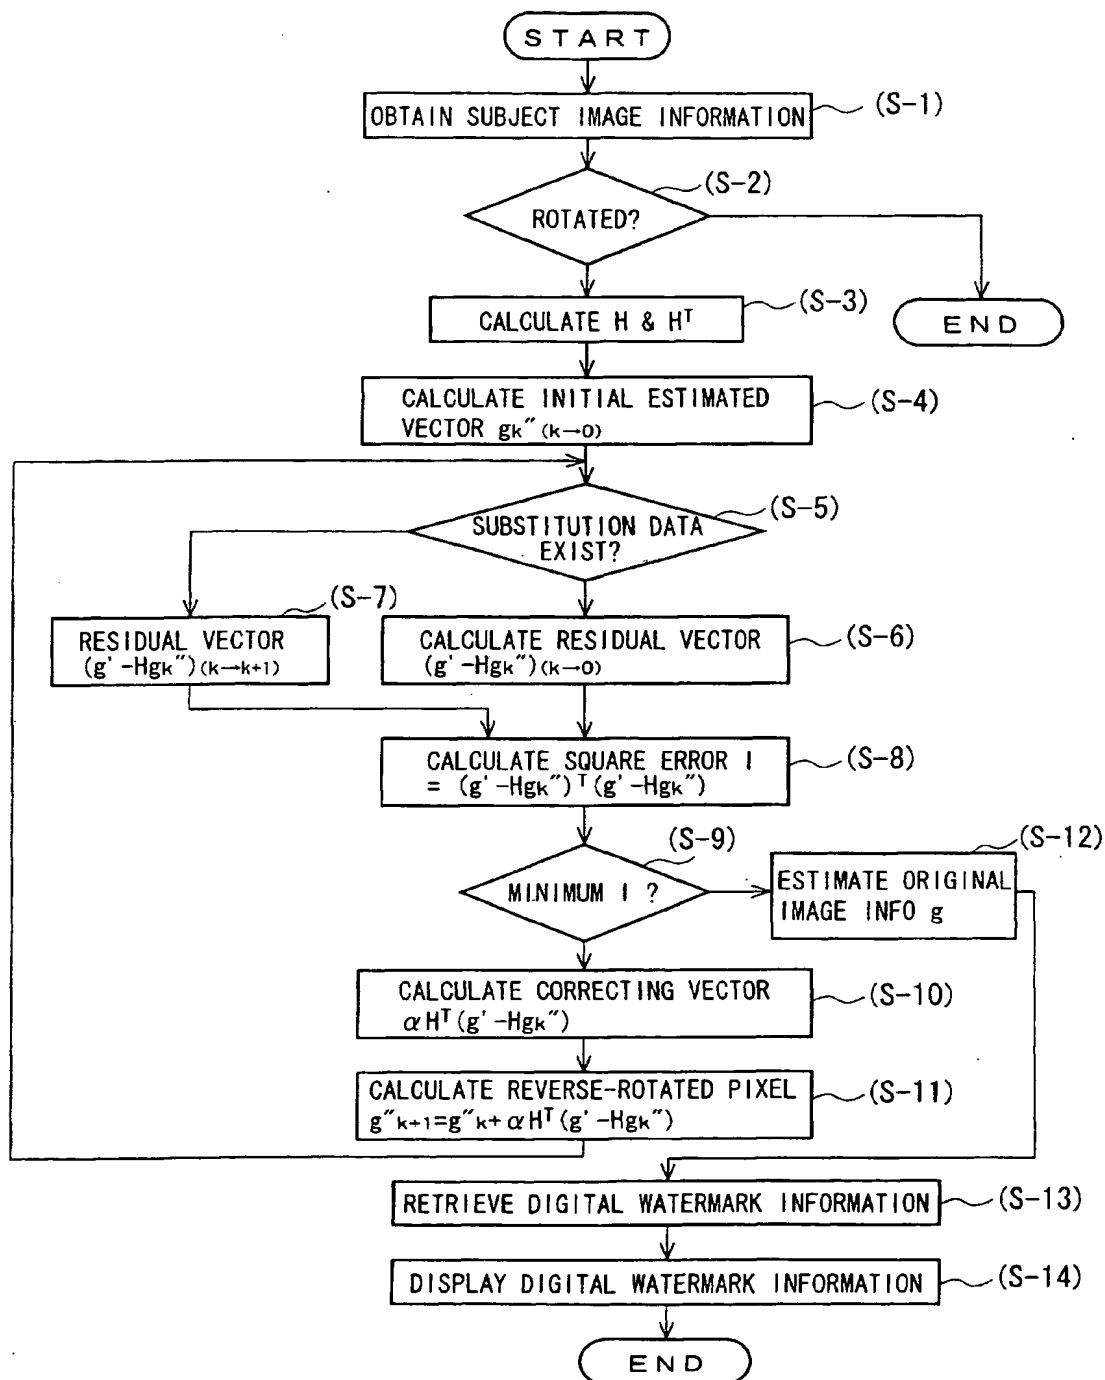 START
OBTAIN SUBJECT IMAGE INFORMATION
(S-1)
(S-2)
ROTATED?
(S-3)
CALCULATE H & Hᵀ
END
CALCULATE INITIAL ESTIMATED
VECTOR gk″(k→0)
(S-4)
(S-5)
SUBSTITUTION DATA
EXIST?
(S-7)
RESIDUAL VECTOR
(g′-Hgk″)(k→k+1)
CALCULATE RESIDUAL VECTOR
(g′-Hgk″)(k→0)
(S-6)
CALCULATE SQUARE ERROR I
= (g′-Hgk″)ᵀ(g′-Hgk″)
(S-8)
(S-9)
MINIMUM I ?
(S-12)
ESTIMATE ORIGINAL
IMAGE INFO g
CALCULATE CORRECTING VECTOR
αHᵀ(g′-Hgk″)
(S-10)
CALCULATE REVERSE-ROTATED PIXEL
g″k+1=g″k+αHᵀ(g′-Hgk″)
(S-11)
RETRIEVE DIGITAL WATERMARK INFORMATION
(S-13)
DISPLAY DIGITAL WATERMARK INFORMATION
(S-14)
END